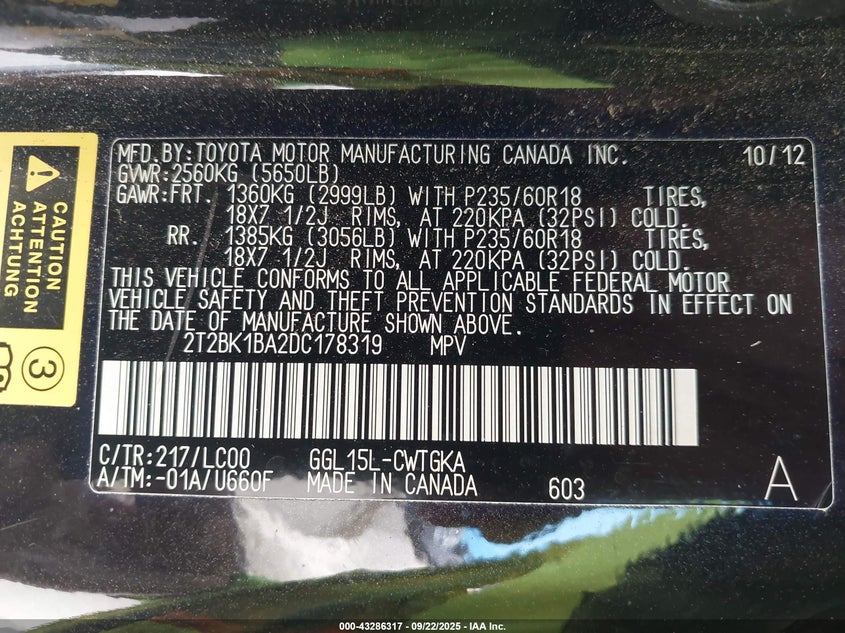 MFD.BY:TOYOTA MOTOR MANUFACTURING CANADA INC. 10/12
GVWR:2560KG (5650LB)
GAWR:FRT. 1360KG (2999LB) WITH P235/60R18 TIRES,
18X7 1/2J RIMS, AT 220KPA (32PSI) COLD.
RR. 1385KG (3056LB) WITH P235/60R18 TIRES,
18X7 1/2J RIMS, AT 220KPA (32PSI) COLD.
THIS VEHICLE CONFORMS TO ALL APPLICABLE FEDERAL MOTOR
VEHICLE SAFETY AND THEFT PREVENTION STANDARDS IN EFFECT ON
THE DATE OF MANUFACTURE SHOWN ABOVE.
2T2BK1BA2DC178319 MPV
C/TR:217/LC00 GGL15L-CWTGKA
A/TM:-01A/U660F MADE IN CANADA 603 A
CAUTION
ATTENTION
ACHTUNG
3
000-43286317 - 09/22/2025 - IAA Inc.